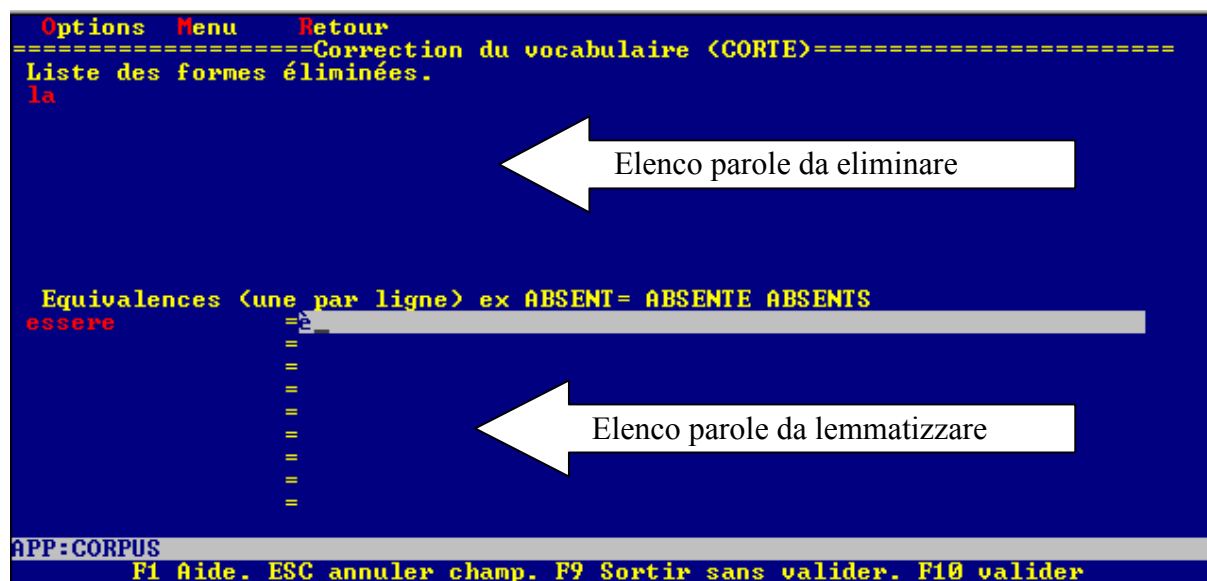 Options Menu Retour
====================Correction du vocabulaire (CORTE)========================
Liste des formes éliminées.
la
Elenco parole da eliminare
Equivalences (une par ligne) ex ABSENT= ABSENTE ABSENTS
essere =è_
=
=
=
=
Elenco parole da lemmatizzare
=
=
=
=
APP:CORPUS
F1 Aide. ESC annuler champ. F9 Sortir sans valider. F10 valider